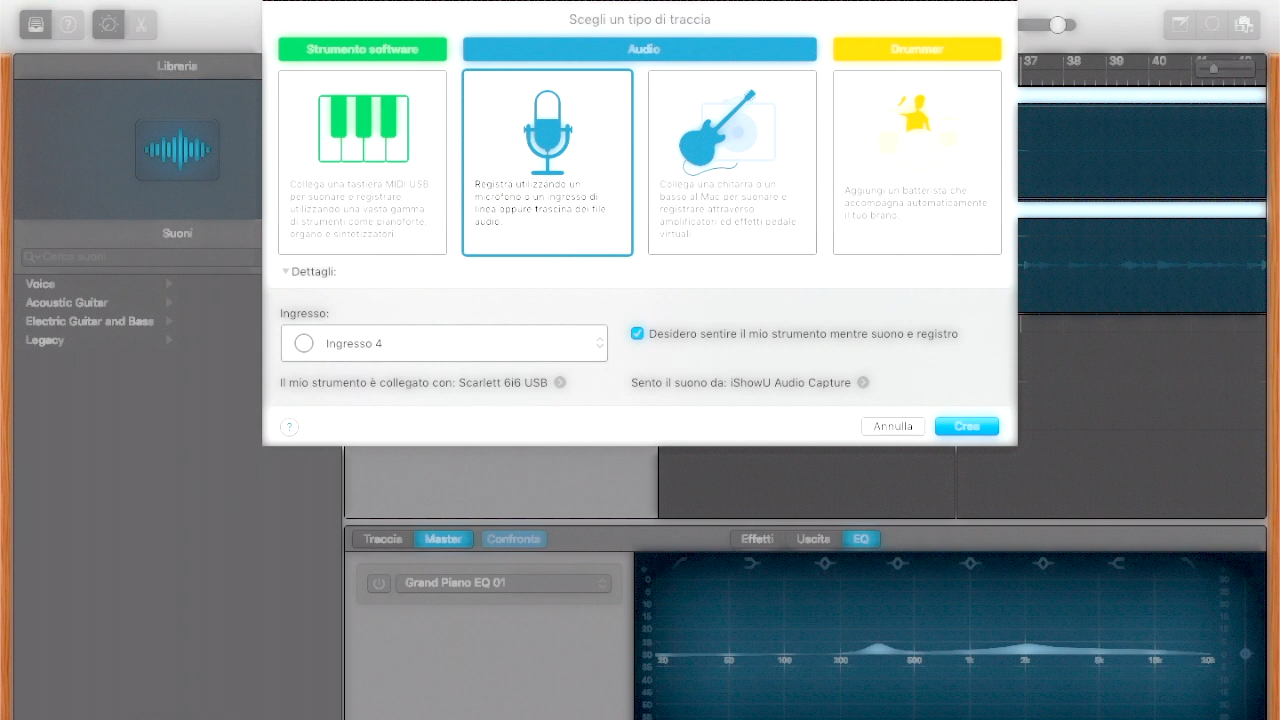 Scegli un tipo di traccia
Strumento software
Audio
Drummer
Collega una tastiera MIDI USB
per suonare e registrare
utilizzando una vasta gamma
di strumenti come pianoforte,
organo e sintetizzatori.
Registra utilizzando un
microfono o un ingresso di
linea oppure trascina dei file
audio.
Collega una chitarra o un
basso al Mac per suonare e
registrare attraverso
amplificatori ed effetti pedale
virtuali.
Aggiungi un batterista che
accompagna automaticamente
il tuo brano.
Dettagli:
Ingresso:
Ingresso 4
Desidero sentire il mio strumento mentre suono e registro
Il mio strumento è collegato con: Scarlett 6i6 USB
Sento il suono da: iShowU Audio Capture
?
Annulla
Crea
Libreria
Suoni
Cerca suoni
Voice
Acoustic Guitar
Electric Guitar and Bass
Legacy
37 38 39 40
Traccia Master Confronta
Effetti Uscita EQ
Grand Piano EQ 01
20 50 100 200 500 1k 2k 5k 10k 20k